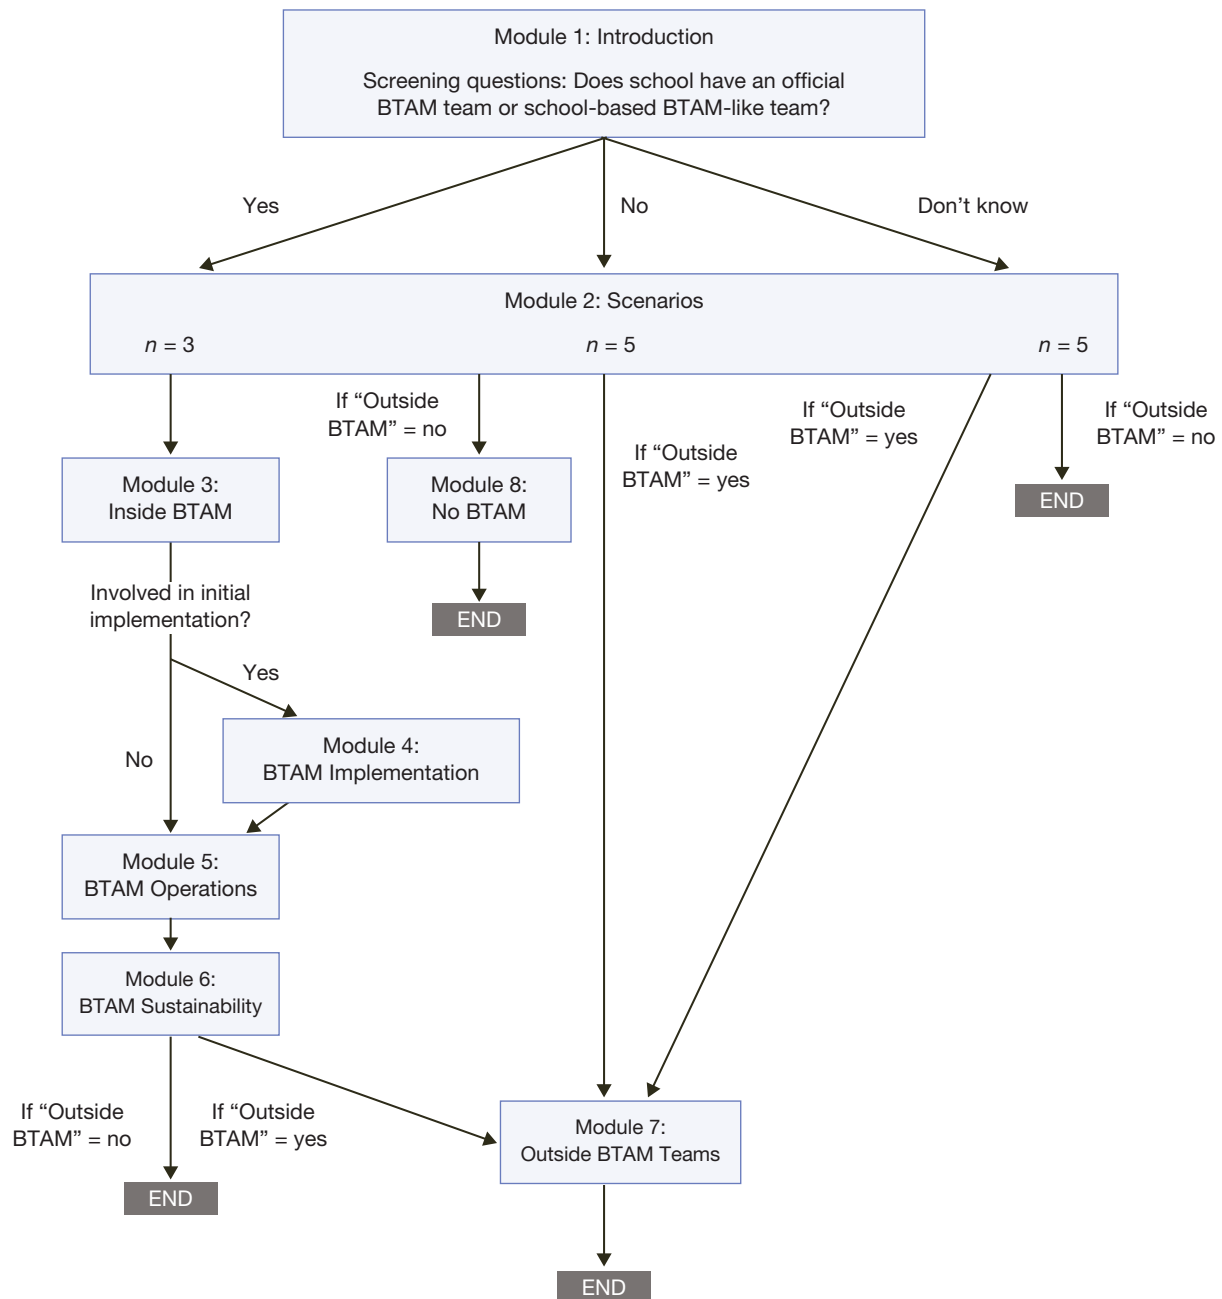 Module 1: Introduction
Screening questions: Does school have an official
BTAM team or school-based BTAM-like team?
Yes
No
Don’t know
Module 2: Scenarios
n = 3
n = 5
n = 5
If “Outside
BTAM” = no
If “Outside
BTAM” = yes
If “Outside
BTAM” = yes
If “Outside
BTAM” = no
Module 3:
Inside BTAM
Module 8:
No BTAM
END
Involved in initial
implementation?
END
Yes
No
Module 4:
BTAM Implementation
Module 5:
BTAM Operations
Module 6:
BTAM Sustainability
If “Outside
BTAM” = no
If “Outside
BTAM” = yes
Module 7:
Outside BTAM Teams
END
END